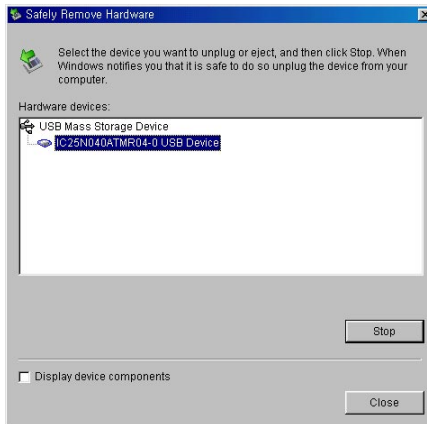 Safely Remove Hardware
Select the device you want to unplug or eject, and then click Stop. When
Windows notifies you that it is safe to do so unplug the device from your
computer.
Hardware devices:
USB Mass Storage Device
IC25N040ATMR04-0 USB Device
Stop
Display device components
Close